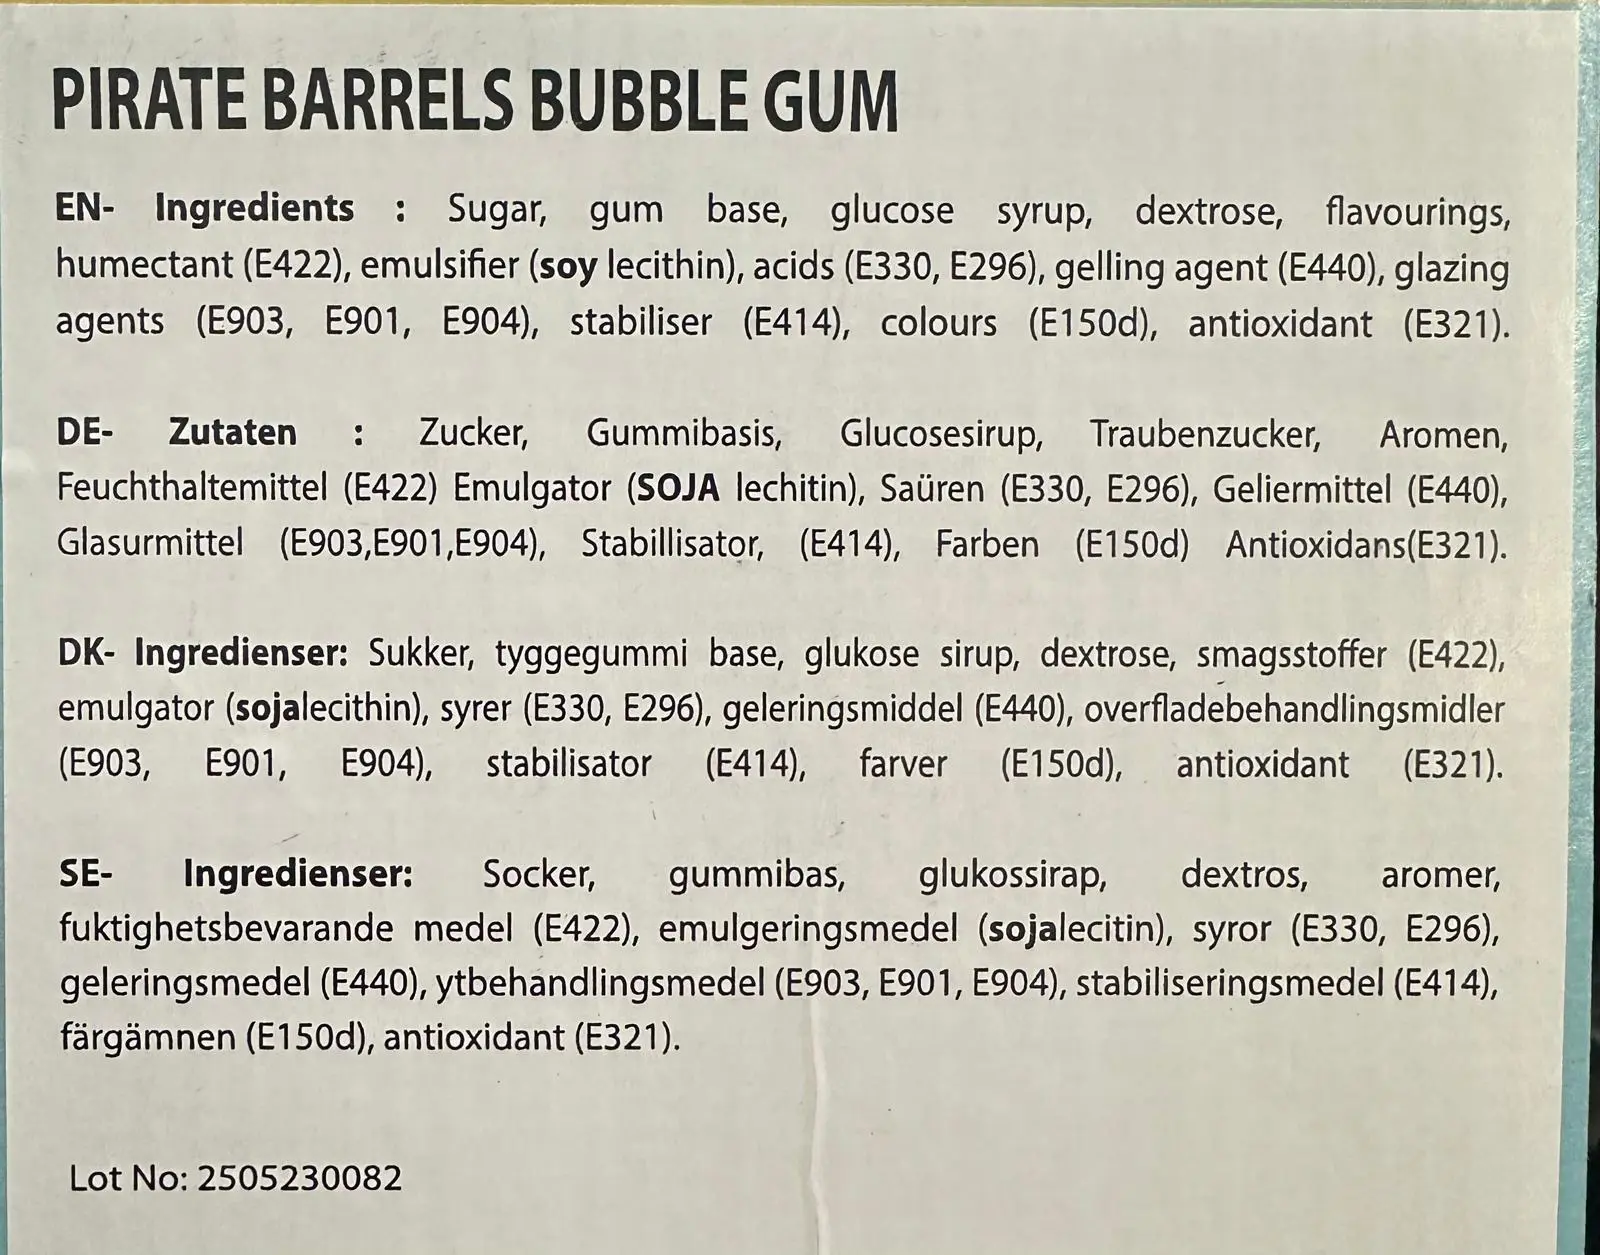 PIRATE BARRELS BUBBLE GUM
EN- Ingredients : Sugar, gum base, glucose syrup, dextrose, flavourings,
humectant (E422), emulsifier (soy lecithin), acids (E330, E296), gelling agent (E440), glazing
agents (E903, E901, E904), stabiliser (E414), colours (E150d), antioxidant (E321).
DE- Zutaten : Zucker, Gummibasis, Glucosesirup, Traubenzucker, Aromen,
Feuchthaltemittel (E422) Emulgator (SOJA lechitin), Saüren (E330, E296), Geliermittel (E440),
Glasurmittel (E903,E901,E904), Stabillisator, (E414), Farben (E150d) Antioxidans(E321).
DK- Ingredienser: Sukker, tyggegummi base, glukose sirup, dextrose, smagsstoffer (E422),
emulgator (sojalecithin), syrer (E330, E296), geleringsmiddel (E440), overfladebehandlingsmidler
(E903, E901, E904), stabilisator (E414), farver (E150d), antioxidant (E321).
SE- Ingredienser: Socker, gummibas, glukossirap, dextros, aromer,
fuktighetsbevarande medel (E422), emulgeringsmedel (sojalecitin), syror (E330, E296),
geleringsmedel (E440), ytbehandlingsmedel (E903, E901, E904), stabiliseringsmedel (E414),
färgämnen (E150d), antioxidant (E321).
Lot No: 2505230082